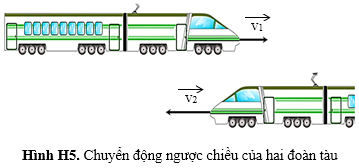 V1
V2
Hình H5. Chuyển động ngược chiều của hai đoàn tàu